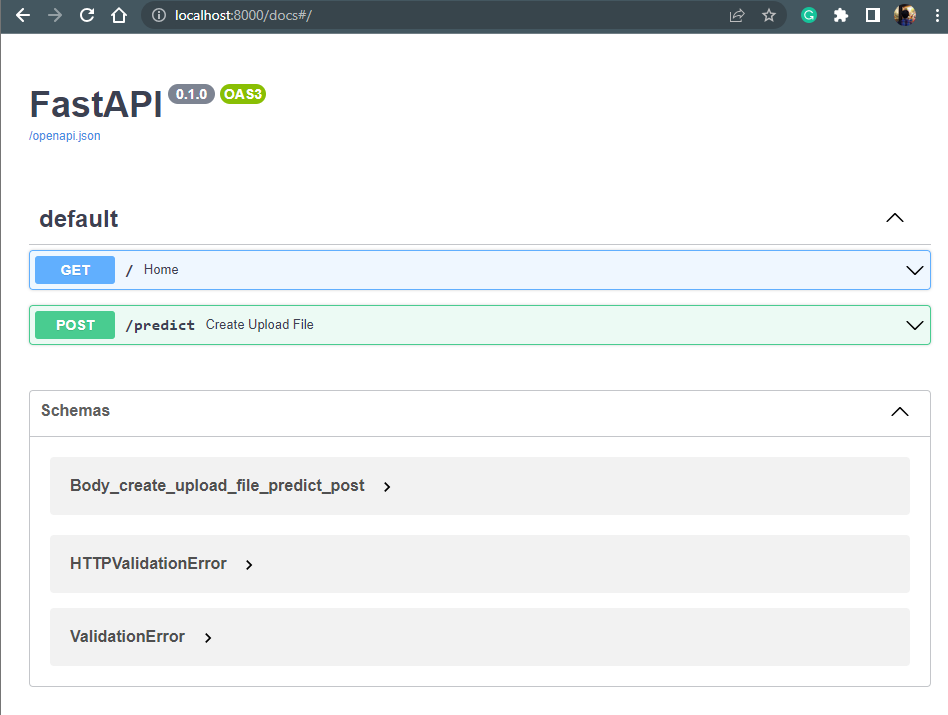 localhost:8000/docs#/
G
FastAPI 0.1.0 OAS3
/openapi.json
default
GET / Home
POST /predict Create Upload File
Schemas
Body_create_upload_file_predict_post
HTTPValidationError
ValidationError